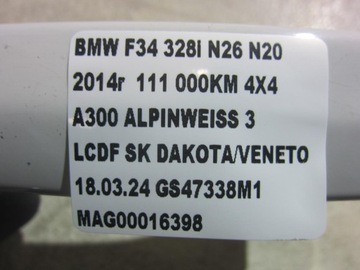 BMW F34 328i N26 N20
2014r 111 000KM 4X4
A300 ALPINWEISS 3
LCDF SK DAKOTA/VENETO
18.03.24 GS47338M1
MAG00016398